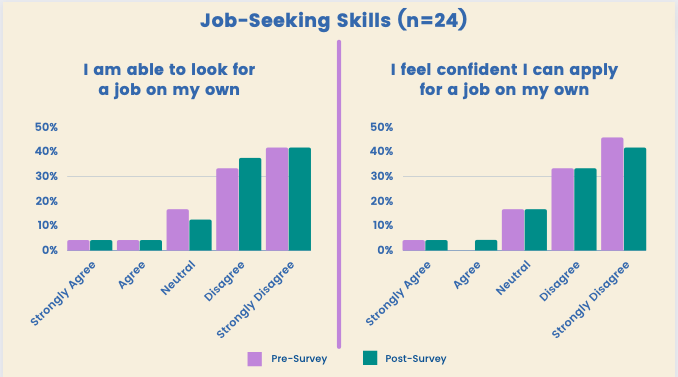 Job-Seeking Skills (n=24)
I am able to look for
a job on my own
50%
40%
30%
20%
10%
0%
Strongly Agree
Agree
Neutral
Disagree
Strongly Disagree
I feel confident I can apply
for a job on my own
50%
40%
30%
20%
10%
0%
Strongly Agree
Agree
Neutral
Disagree
Strongly Disagree
Pre-Survey
Post-Survey